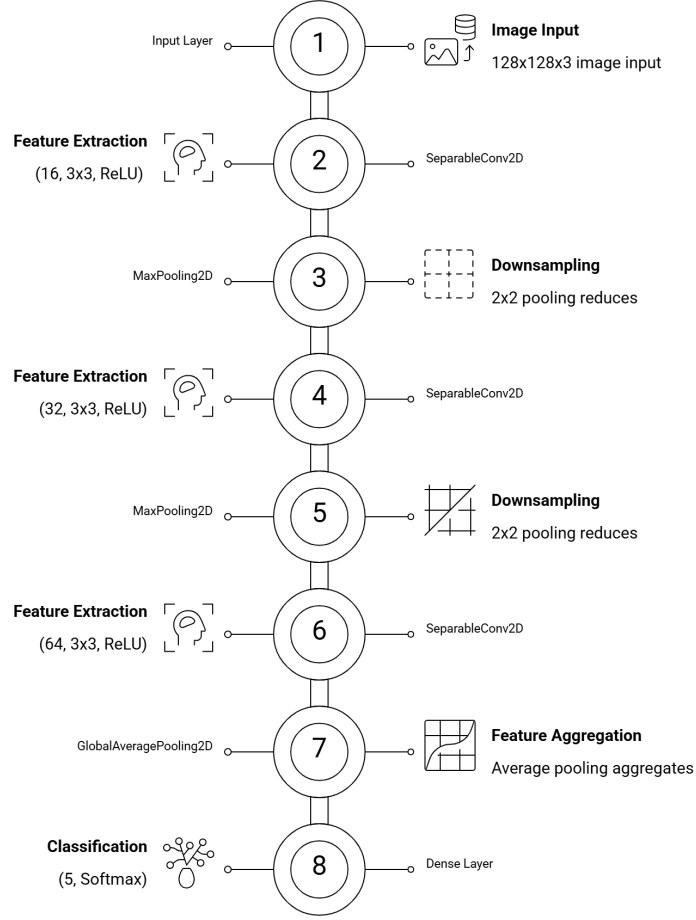 Input Layer
1
Image Input
128x128x3 image input
Feature Extraction
(16, 3x3, ReLU)
2
SeparableConv2D
MaxPooling2D
3
Downsampling
2x2 pooling reduces
Feature Extraction
(32, 3x3, ReLU)
4
SeparableConv2D
MaxPooling2D
5
Downsampling
2x2 pooling reduces
Feature Extraction
(64, 3x3, ReLU)
6
SeparableConv2D
GlobalAveragePooling2D
7
Feature Aggregation
Average pooling aggregates
Classification
(5, Softmax)
8
Dense Layer